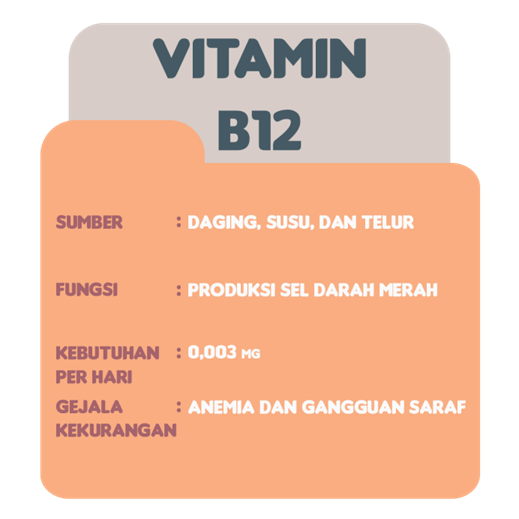 VITAMIN
B12
SUMBER : DAGING, SUSU, DAN TELUR
FUNGSI : PRODUKSI SEL DARAH MERAH
KEBUTUHAN : 0,003 MG
PER HARI
GEJALA : ANEMIA DAN GANGGUAN SARAF
KEKURANGAN